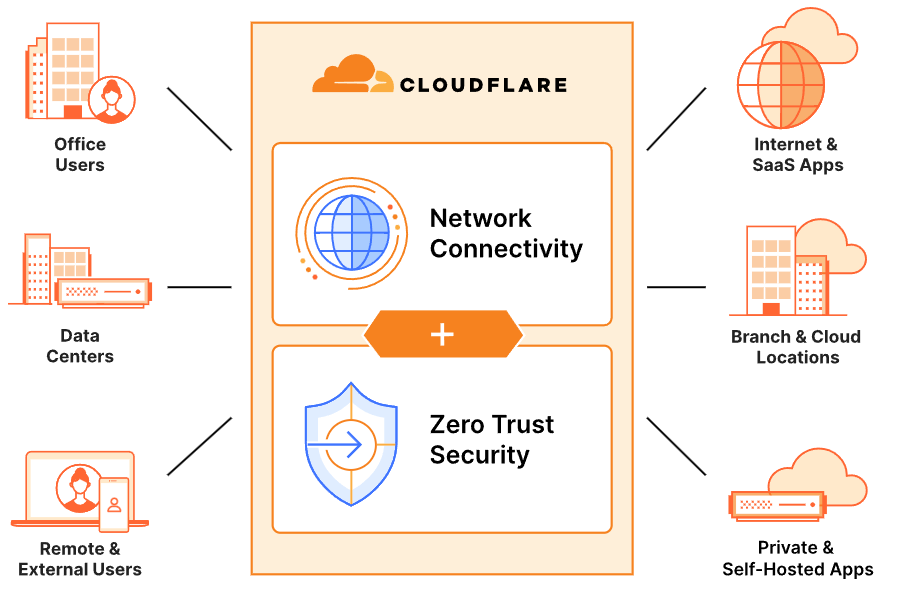 CLOUDFLARE
Office
Users
Data
Centers
Remote &
External Users
Network
Connectivity
+
Zero Trust
Security
Internet &
SaaS Apps
Branch & Cloud
Locations
Private &
Self-Hosted Apps